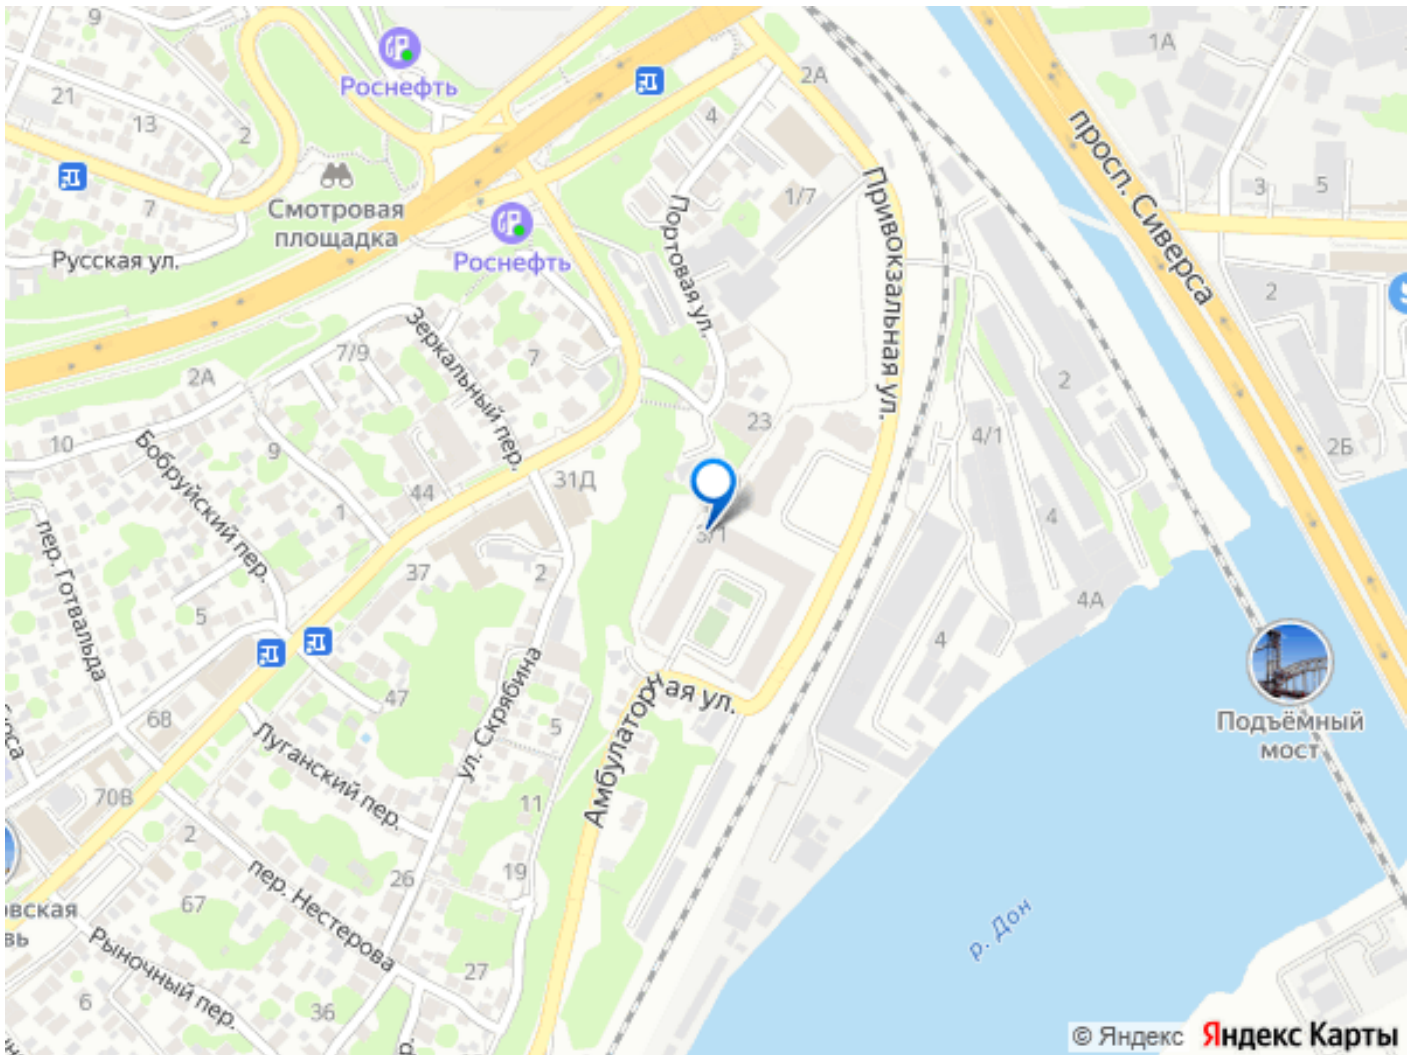 1А
2А
Роснефть
21
13
2
4
просп. Сиверса
Смотровая
площадка
7
1/7
Привокзальная ул.
3
5
Портовая ул.
Русская ул.
Роснефть
2
Зеркальный пер.
7/9
7
2А
2
10
9
23
4/1
2Б
Бобруйский пер.
44
31Д
1
3/1
4
пер. Готвальда
37
2
4А
5
4
47
ная ул.
ул. Скрябина
68
5
Подъёмный
мост
Луганский пер.
Амбулаторн
70В
11
2
19
26
пер. Нестерова
67
р. Дон
Рыночный пер.
27
6
36
© Яндекс Яндекс Карты